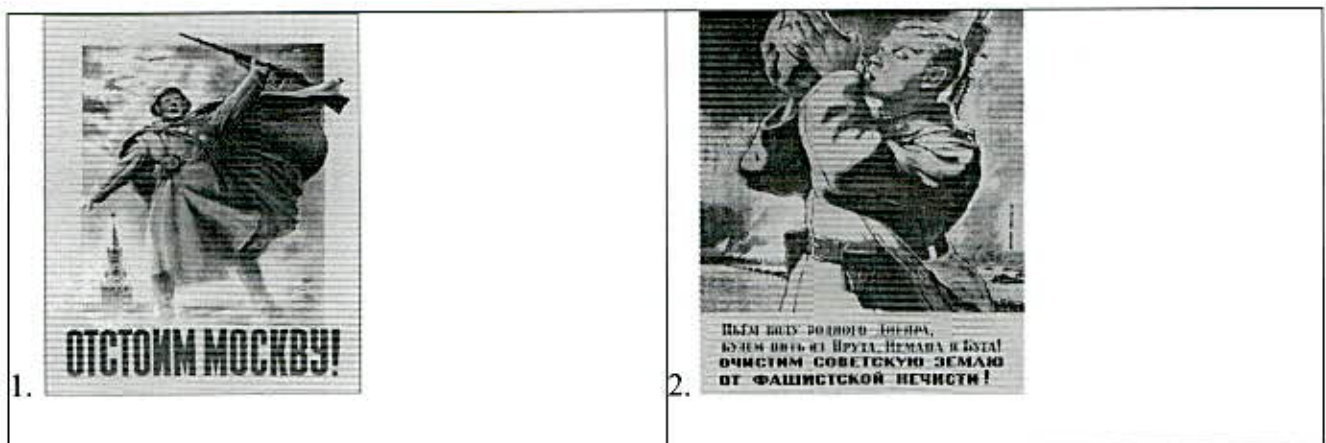 ОТСТОИМ МОСКВУ!
1.
ПЬЁМ ВОДУ РОДНОГО ДНЕПРА,
БУДЕМ ПИТЬ ИЗ ПРУТА, НЕМАНА И БУГА!
ОЧИСТИМ СОВЕТСКУЮ ЗЕМЛЮ
ОТ ФАШИСТСКОЙ НЕЧИСТИ!
2.